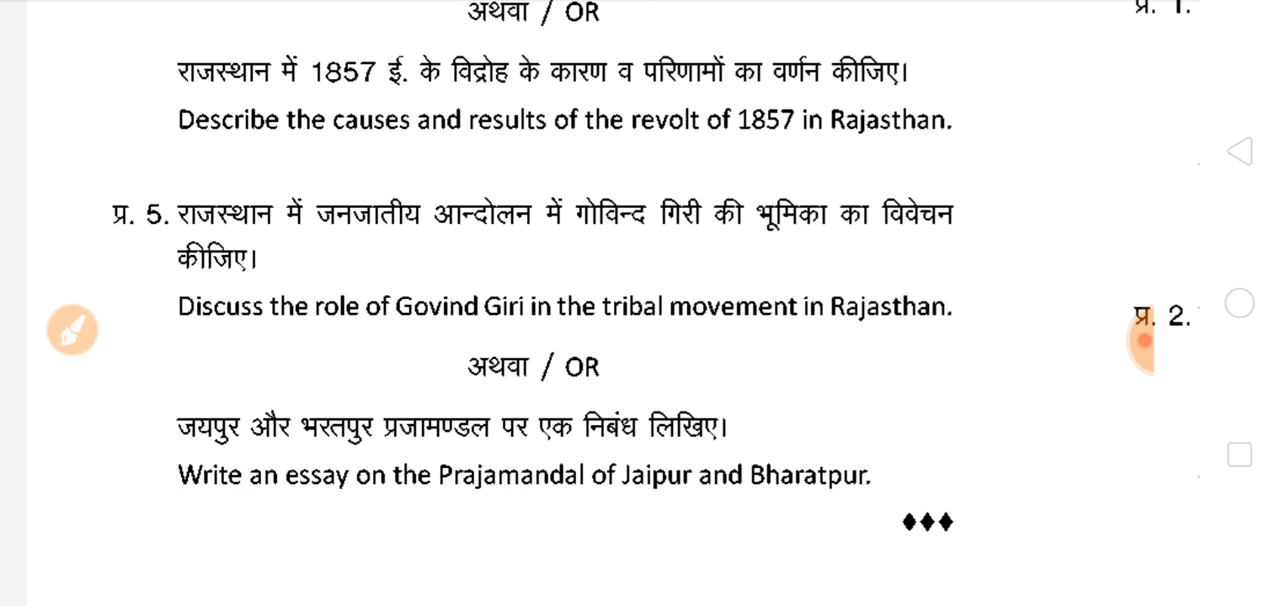 अथवा / OR
प्र. 1.
राजस्थान में 1857 ई. के विद्रोह के कारण व परिणामों का वर्णन कीजिए।
Describe the causes and results of the revolt of 1857 in Rajasthan.
प्र. 5. राजस्थान में जनजातीय आन्दोलन में गोविन्द गिरी की भूमिका का विवेचन
कीजिए।
Discuss the role of Govind Giri in the tribal movement in Rajasthan.
प्र. 2.
अथवा / OR
जयपुर और भरतपुर प्रजामण्डल पर एक निबंध लिखिए।
Write an essay on the Prajamandal of Jaipur and Bharatpur.
♦♦♦